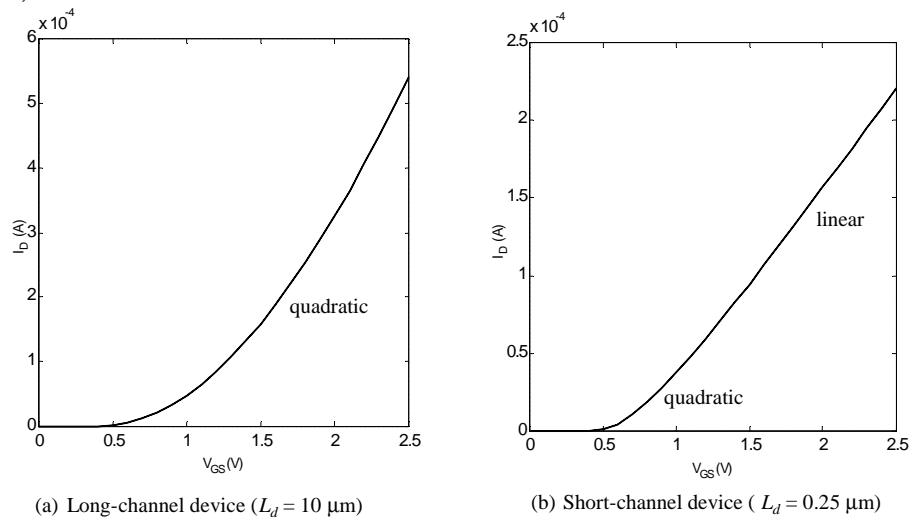 x 10⁻⁴
6
5
4
3
2
1
0
0 0.5 1 1.5 2 2.5
I_D (A)
V_GS (V)
quadratic
(a) Long-channel device (L_d = 10 μm)
x 10⁻⁴
2.5
2
1.5
1
0.5
0
0 0.5 1 1.5 2 2.5
I_D (A)
V_GS (V)
linear
quadratic
(b) Short-channel device ( L_d = 0.25 μm)